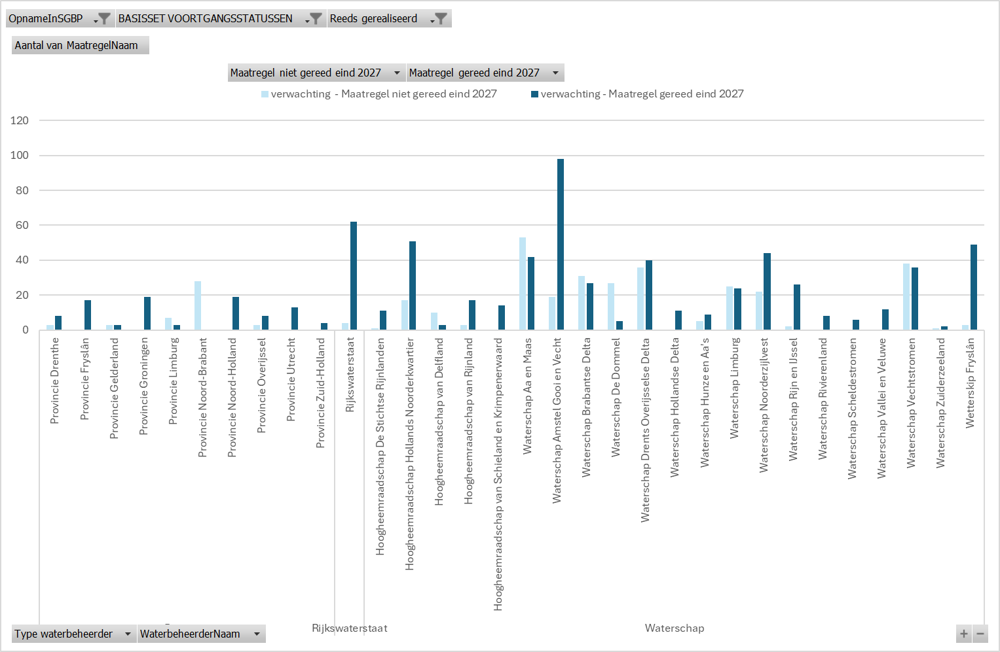 OpnameInSGBP BASISSET VOORTGANGSSTATUSSEN Reeds gerealiseerd
Aantal van MaatregelNaam
Maatregel niet gereed eind 2027 Maatregel gereed eind 2027
verwachting - Maatregel niet gereed eind 2027 verwachting - Maatregel gereed eind 2027
120
100
80
60
40
20
0
Provincie Drenthe
Provincie Fryslân
Provincie Gelderland
Provincie Groningen
Provincie Limburg
Provincie Noord-Brabant
Provincie Noord-Holland
Provincie Overijssel
Provincie Utrecht
Provincie Zuid-Holland
Rijkswaterstaat
Hoogheemraadschap De Stichtse Rijnlanden
Hoogheemraadschap Hollands Noorderkwartier
Hoogheemraadschap van Delfland
Hoogheemraadschap van Rijnland
Hoogheemraadschap van Schieland en Krimpenerwaard
Waterschap Aa en Maas
Waterschap Amstel Gooi en Vecht
Waterschap Brabantse Delta
Waterschap De Dommel
Waterschap Drents Overijsselse Delta
Waterschap Hollandse Delta
Waterschap Hunze en Aa's
Waterschap Limburg
Waterschap Noorderzijlvest
Waterschap Rijn en IJssel
Waterschap Rivierenland
Waterschap Scheldestromen
Waterschap Vallei en Veluwe
Waterschap Vechtstromen
Waterschap Zuiderzeeland
Wetterskip Fryslân
Rijkswaterstaat Waterschap
Type waterbeheerder WaterbeheerderNaam
+ −